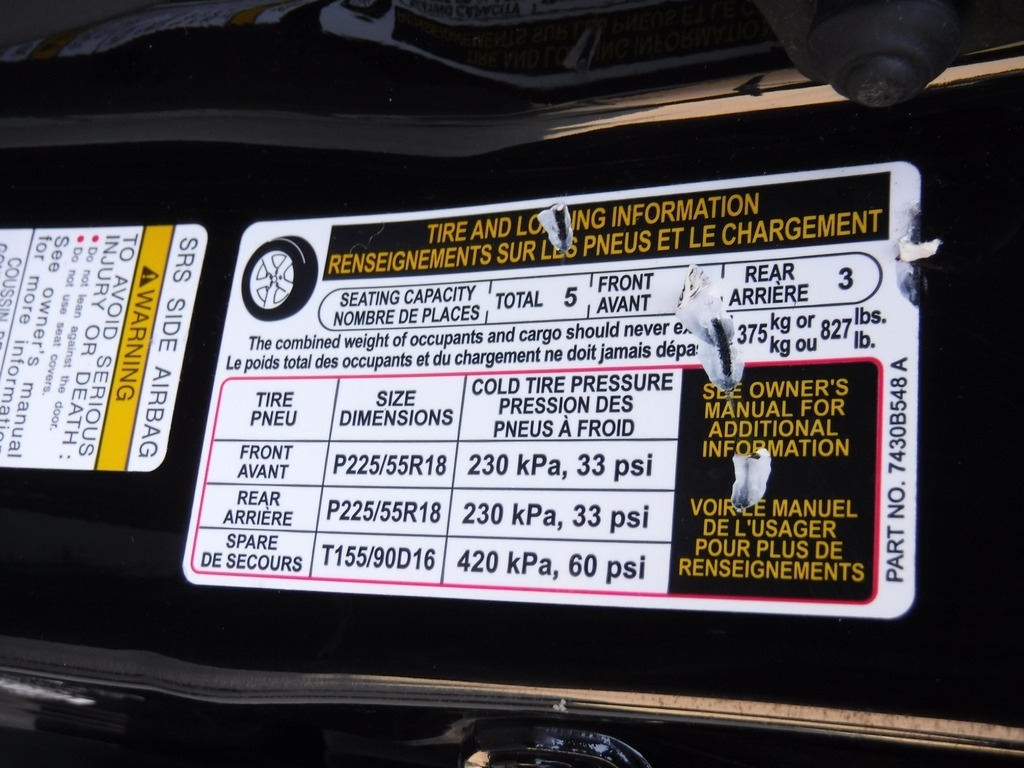 TIRE AND LO ING INFORMATION
RENSEIGNEMENTS SUR LES PNEUS ET LE CHARGEMENT
SEATING CAPACITY
NOMBRE DE PLACES
TOTAL 5
FRONT
AVANT
REAR
ARRIÈRE
3
The combined weight of occupants and cargo should never
Le poids total des occupants et du chargement ne doit jamais
375 kg or 827 lbs.
kg ou lb.
TIRE
PNEU
SIZE
DIMENSIONS
COLD TIRE PRESSURE
PRESSION DES
PNEUS À FROID
FRONT
AVANT
P225/55R18
230 kPa, 33 psi
REAR
ARRIÈRE
P225/55R18
230 kPa, 33 psi
SPARE
DE SECOURS
T155/90D16
420 kPa, 60 psi
SEE OWNER'S
MANUAL FOR
ADDITIONAL
INFORMATION
VOIR LE MANUEL
DE L'USAGER
POUR PLUS DE
RENSEIGNEMENTS
PART NO. 7430B548 A
SRS SIDE AIRBAG
WARNING
TO AVOID SERIOUS
INJURY OR DEATH:
• Do not lean against the door.
• Do not use seat covers.
See owner's manual
for more information